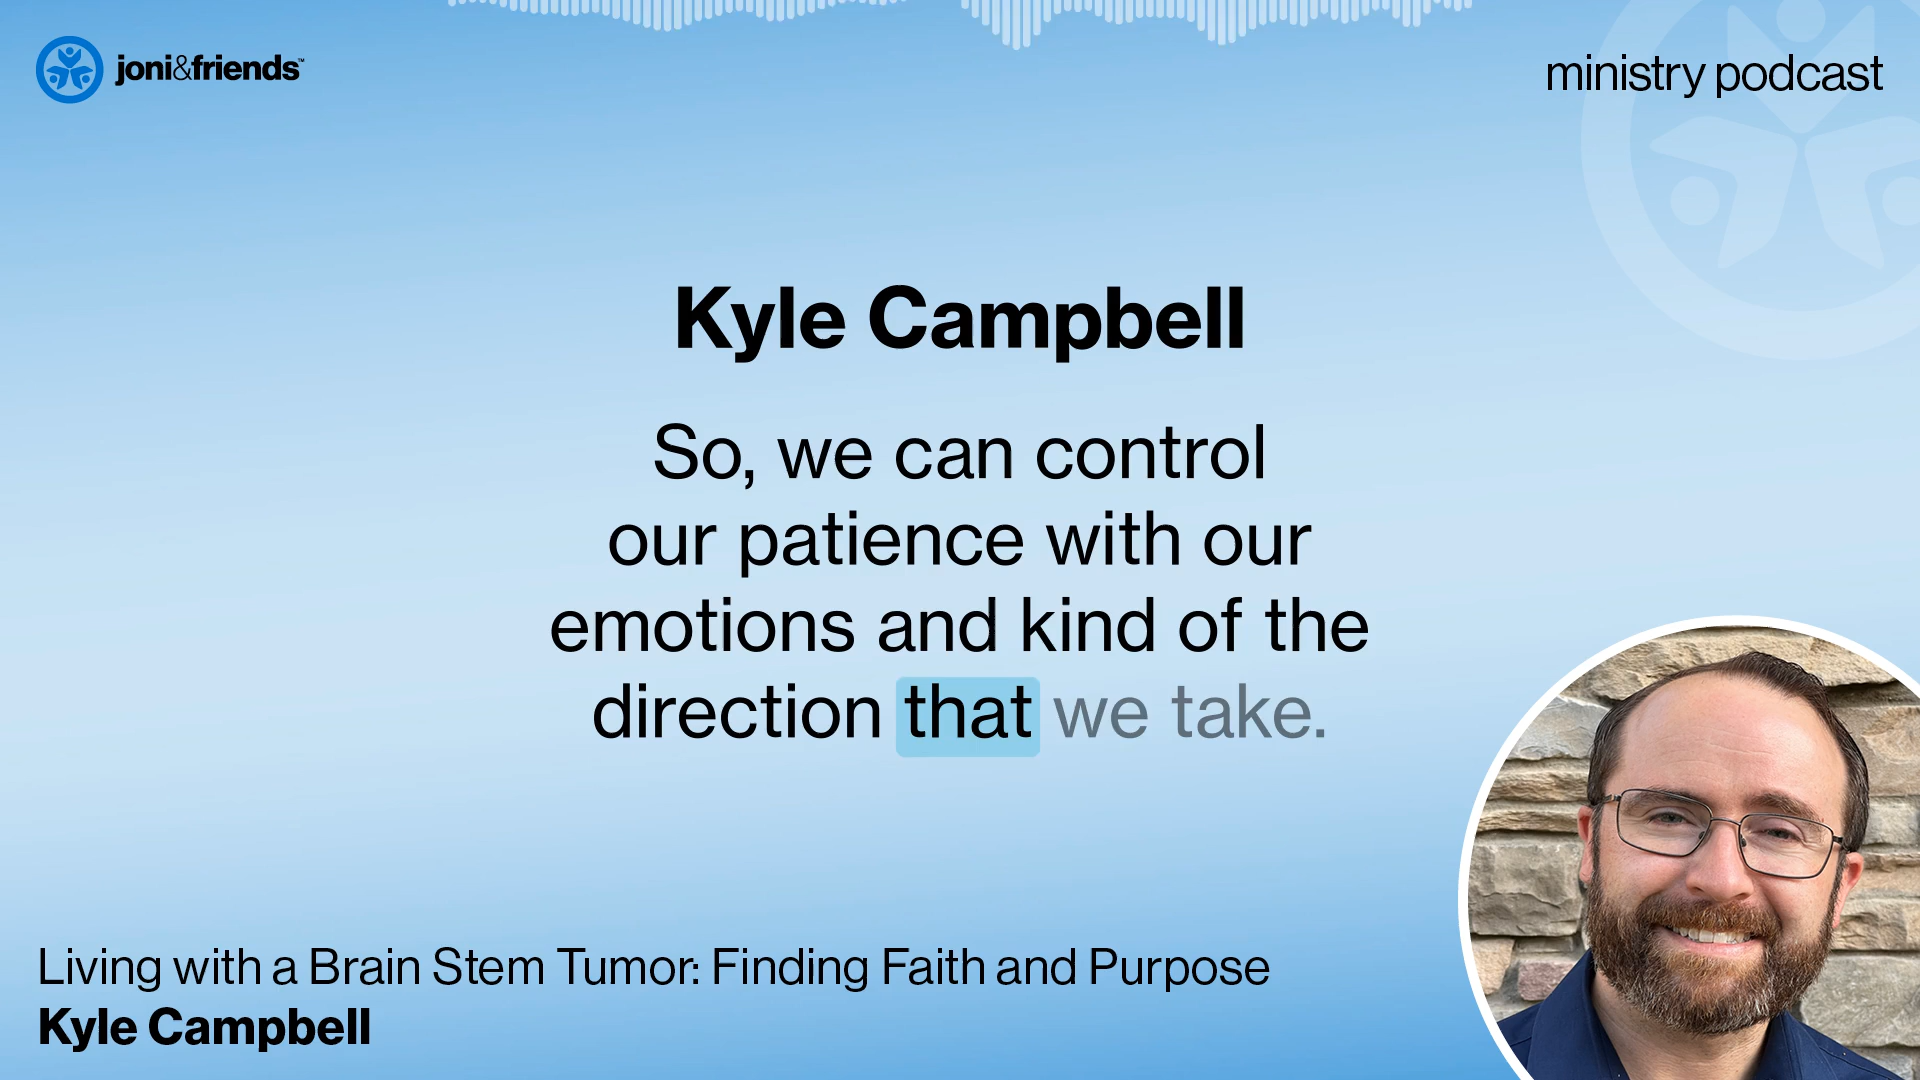 joni&friends™
ministry podcast
Kyle Campbell
So, we can control
our patience with our
emotions and kind of the
direction that we take.
Living with a Brain Stem Tumor: Finding Faith and Purpose
Kyle Campbell